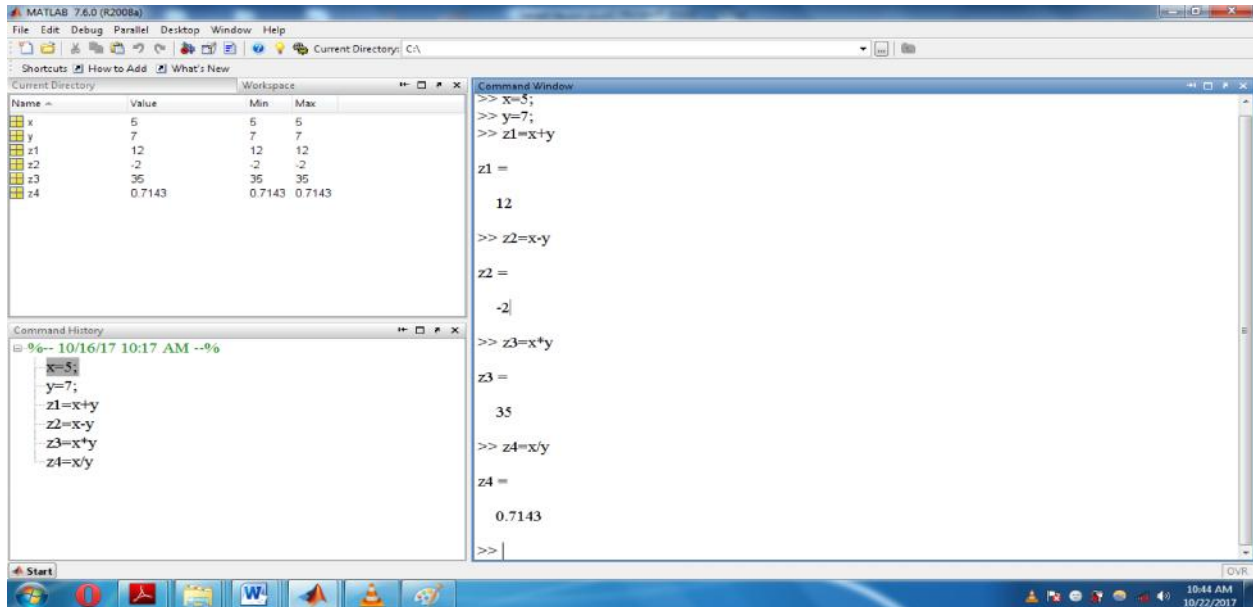 MATLAB 7.6.0 (R2008a)
File Edit Debug Parallel Desktop Window Help
Current Directory: C:\
Shortcuts How to Add What's New
Current Directory Workspace
Name Value Min Max
x 5 5 5
y 7 7 7
z1 12 12 12
z2 -2 -2 -2
z3 35 35 35
z4 0.7143 0.7143 0.7143
Command History
%-- 10/16/17 10:17 AM --%
x=5;
y=7;
z1=x+y
z2=x-y
z3=x*y
z4=x/y
Command Window
>> x=5;
>> y=7;
>> z1=x+y
z1 =
12
>> z2=x-y
z2 =
-2
>> z3=x*y
z3 =
35
>> z4=x/y
z4 =
0.7143
>>
Start
OVR
10:44 AM
10/22/2017